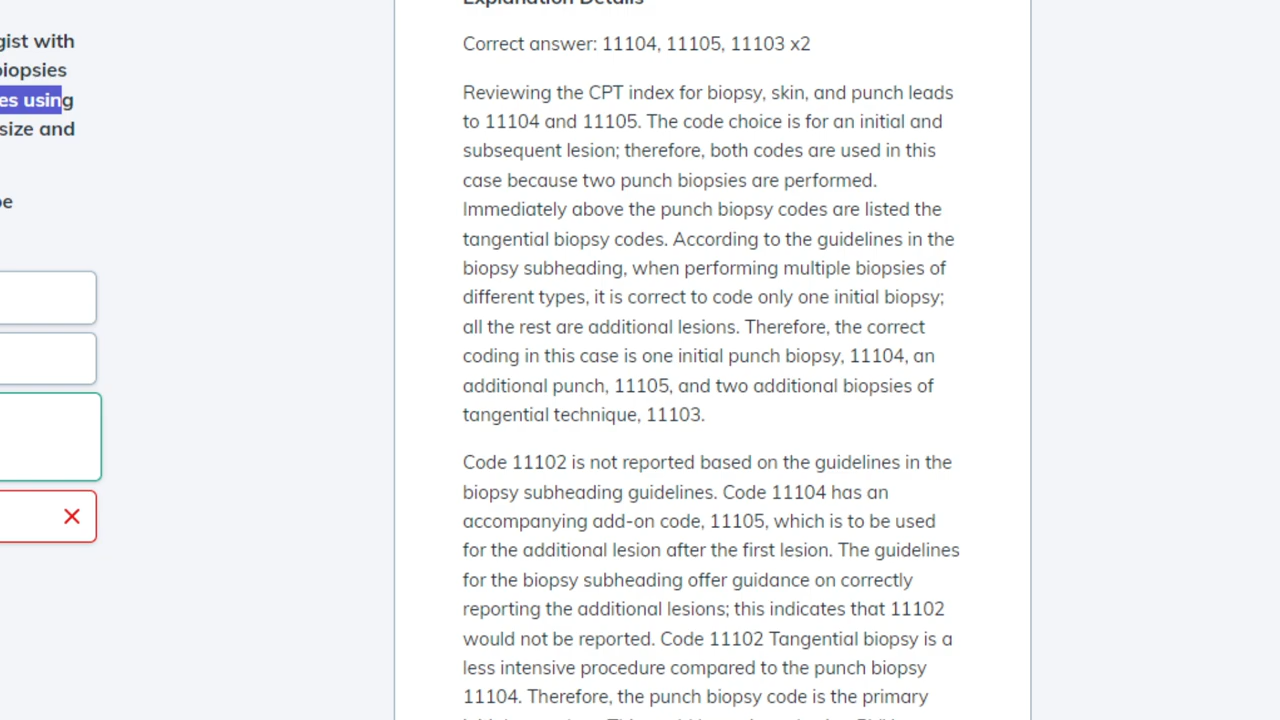 gist with
biopsies
es using
size and
pe
Explanation Details
Correct answer: 11104, 11105, 11103 x2
Reviewing the CPT index for biopsy, skin, and punch leads
to 11104 and 11105. The code choice is for an initial and
subsequent lesion; therefore, both codes are used in this
case because two punch biopsies are performed.
Immediately above the punch biopsy codes are listed the
tangential biopsy codes. According to the guidelines in the
biopsy subheading, when performing multiple biopsies of
different types, it is correct to code only one initial biopsy;
all the rest are additional lesions. Therefore, the correct
coding in this case is one initial punch biopsy, 11104, an
additional punch, 11105, and two additional biopsies of
tangential technique, 11103.
Code 11102 is not reported based on the guidelines in the
biopsy subheading guidelines. Code 11104 has an
accompanying add-on code, 11105, which is to be used
for the additional lesion after the first lesion. The guidelines
for the biopsy subheading offer guidance on correctly
reporting the additional lesions; this indicates that 11102
would not be reported. Code 11102 Tangential biopsy is a
less intensive procedure compared to the punch biopsy
11104. Therefore, the punch biopsy code is the primary